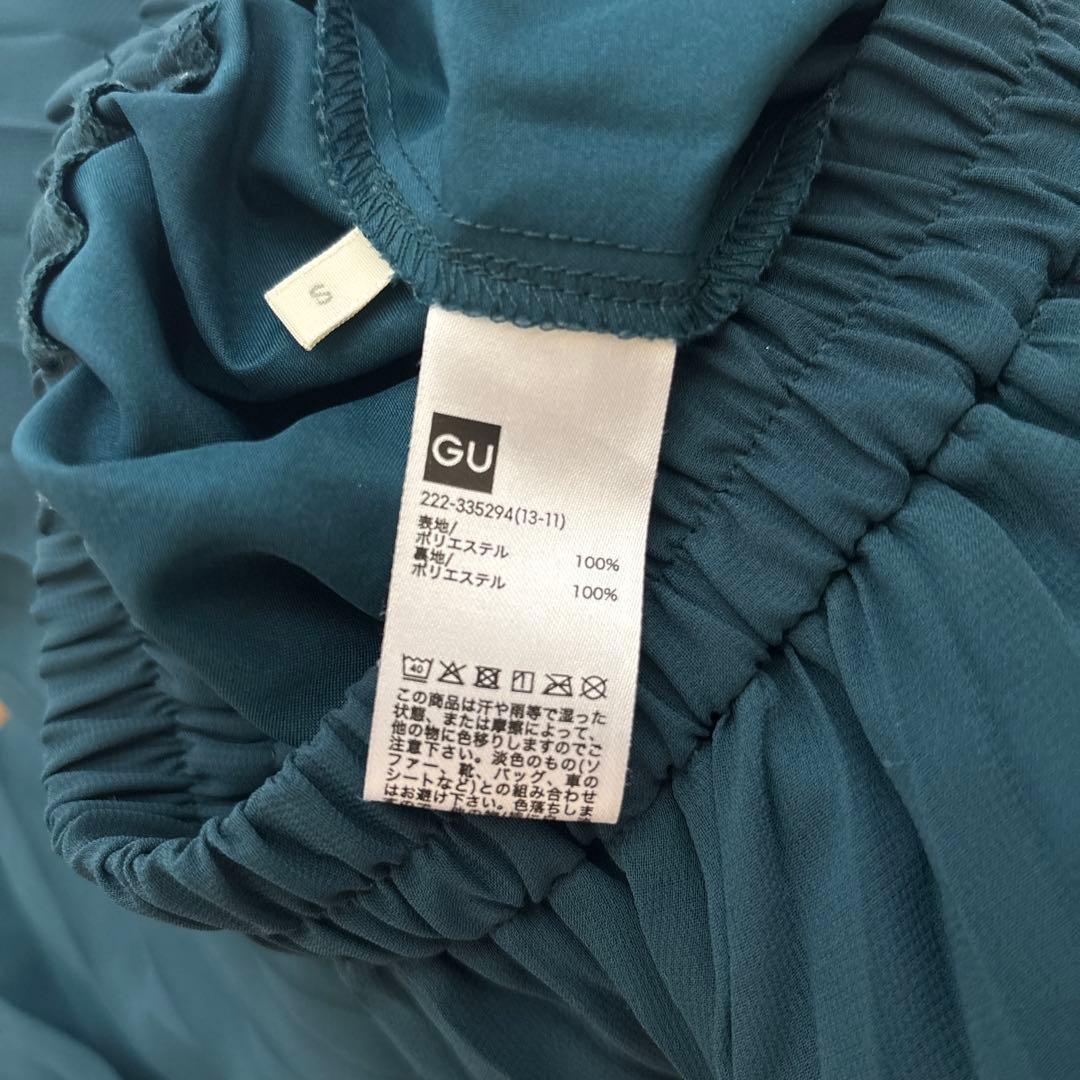 S
GU
222-335294(13-11)
表地/
ポリエステル 100%
裏地/
ポリエステル 100%
40
この商品は汗や雨等で湿った
状態、または摩擦によって、
他の物に色移りしますのでご
注意下さい。淡色のもの(ソ
ファー、靴、バッグ、車の
シートなど)との組み合わせ
はお避け下さい。色落ちしま